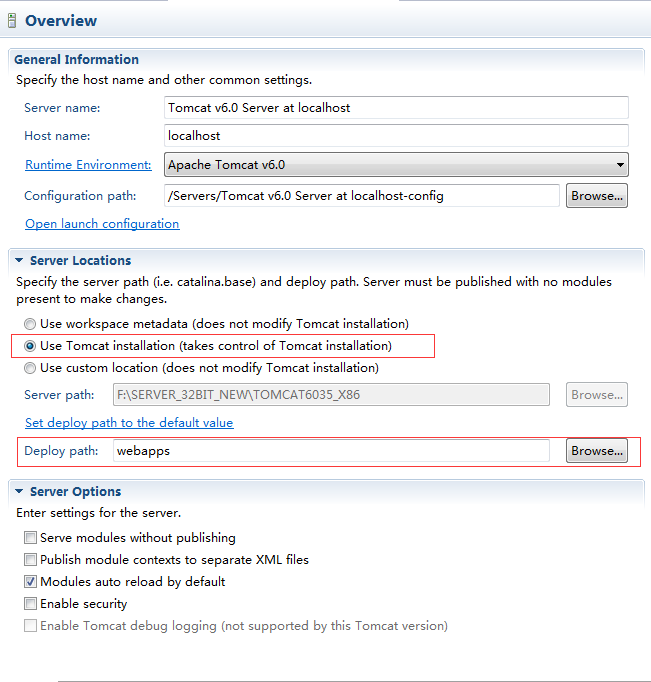 Overview
General Information
Specify the host name and other common settings.
Server name: Tomcat v6.0 Server at localhost
Host name: localhost
Runtime Environment: Apache Tomcat v6.0
Configuration path: /Servers/Tomcat v6.0 Server at localhost-config Browse...
Open launch configuration
Server Locations
Specify the server path (i.e. catalina.base) and deploy path. Server must be published with no modules
present to make changes.
Use workspace metadata (does not modify Tomcat installation)
Use Tomcat installation (takes control of Tomcat installation)
Use custom location (does not modify Tomcat installation)
Server path: F:\SERVER_32BIT_NEW\TOMCAT6035_X86 Browse...
Set deploy path to the default value
Deploy path: webapps Browse...
Server Options
Enter settings for the server.
Serve modules without publishing
Publish module contexts to separate XML files
Modules auto reload by default
Enable security
Enable Tomcat debug logging (not supported by this Tomcat version)